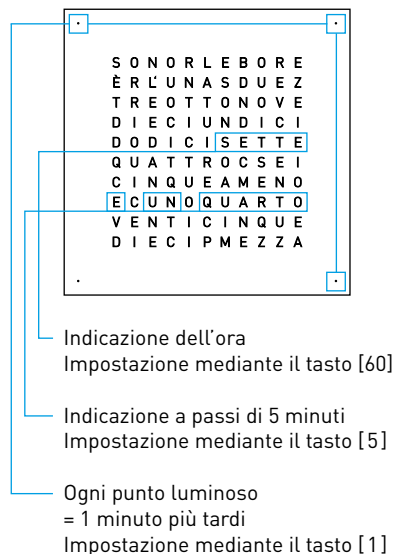 SONORLEBORE
ÈRL'UNASDUEZ
TREOTTONOVE
DIECIUNDICI
DODICISETTE
QUATTROCSEI
CINQUEAMENO
ECUNOQUARTO
VENTICINQUE
DIECIPMEZZA
Indicazione dell'ora
Impostazione mediante il tasto [60]
Indicazione a passi di 5 minuti
Impostazione mediante il tasto [5]
Ogni punto luminoso
= 1 minuto più tardi
Impostazione mediante il tasto [1]